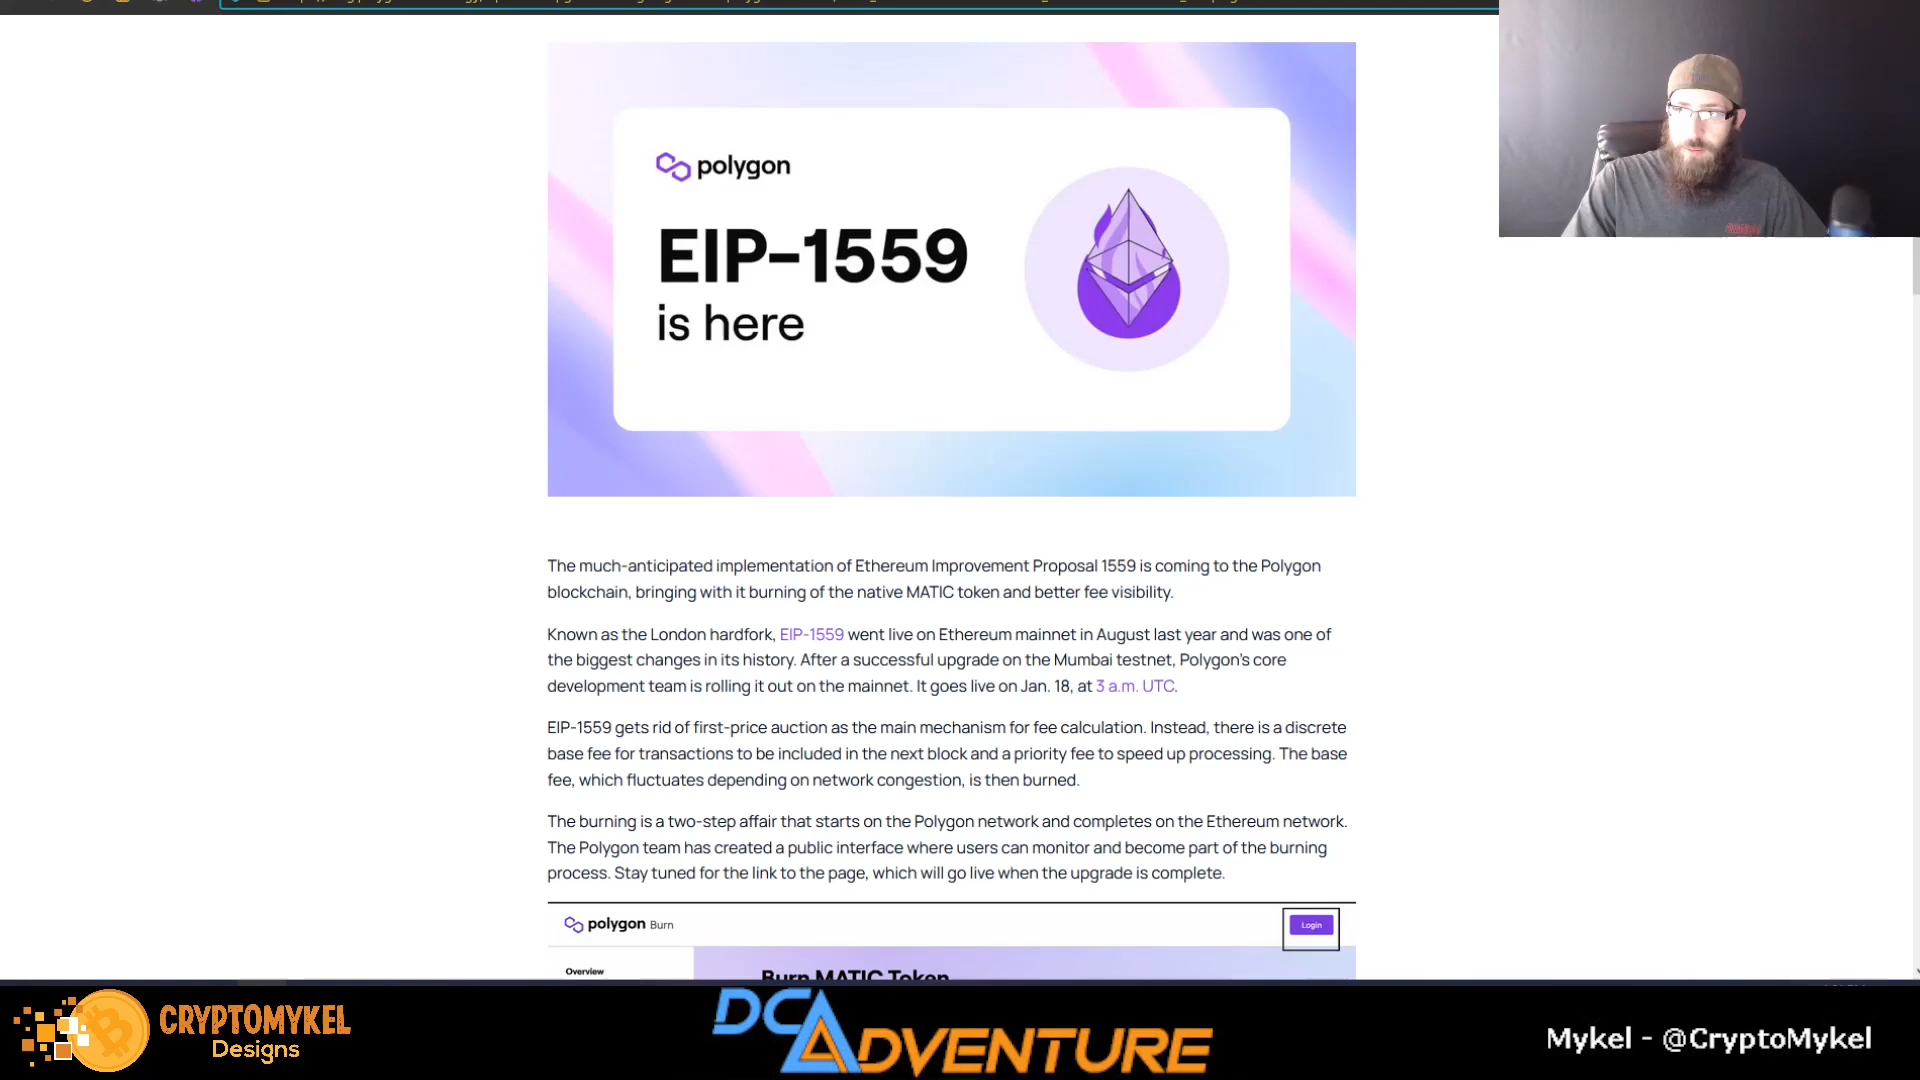 polygon
EIP-1559
is here
The much-anticipated implementation of Ethereum Improvement Proposal 1559 is coming to the Polygon
blockchain, bringing with it burning of the native MATIC token and better fee visibility.
Known as the London hardfork, EIP-1559 went live on Ethereum mainnet in August last year and was one of
the biggest changes in its history. After a successful upgrade on the Mumbai testnet, Polygon's core
development team is rolling it out on the mainnet. It goes live on Jan. 18, at 3 a.m. UTC.
EIP-1559 gets rid of first-price auction as the main mechanism for fee calculation. Instead, there is a discrete
base fee for transactions to be included in the next block and a priority fee to speed up processing. The base
fee, which fluctuates depending on network congestion, is then burned.
The burning is a two-step affair that starts on the Polygon network and completes on the Ethereum network.
The Polygon team has created a public interface where users can monitor and become part of the burning
process. Stay tuned for the link to the page, which will go live when the upgrade is complete.
polygon Burn
Login
Overview
Burn MATIC Token
CRYPTOMYKEL
Designs
DCADVENTURE
Mykel - @CryptoMykel